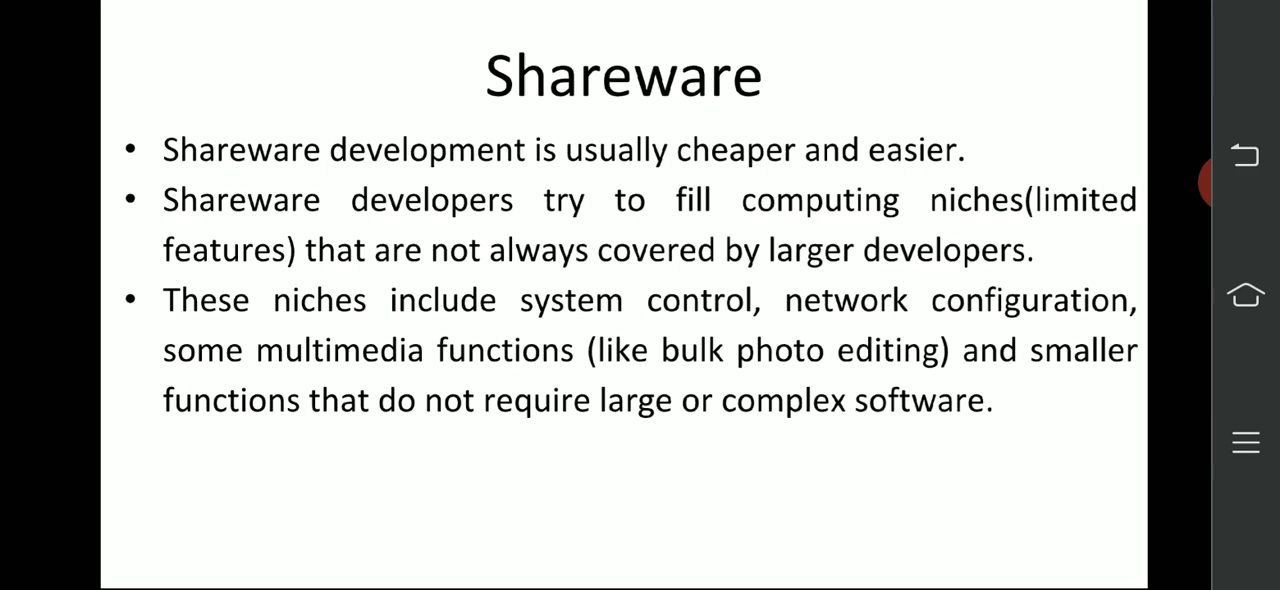 Shareware
• Shareware development is usually cheaper and easier.
• Shareware developers try to fill computing niches(limited
features) that are not always covered by larger developers.
• These niches include system control, network configuration,
some multimedia functions (like bulk photo editing) and smaller
functions that do not require large or complex software.